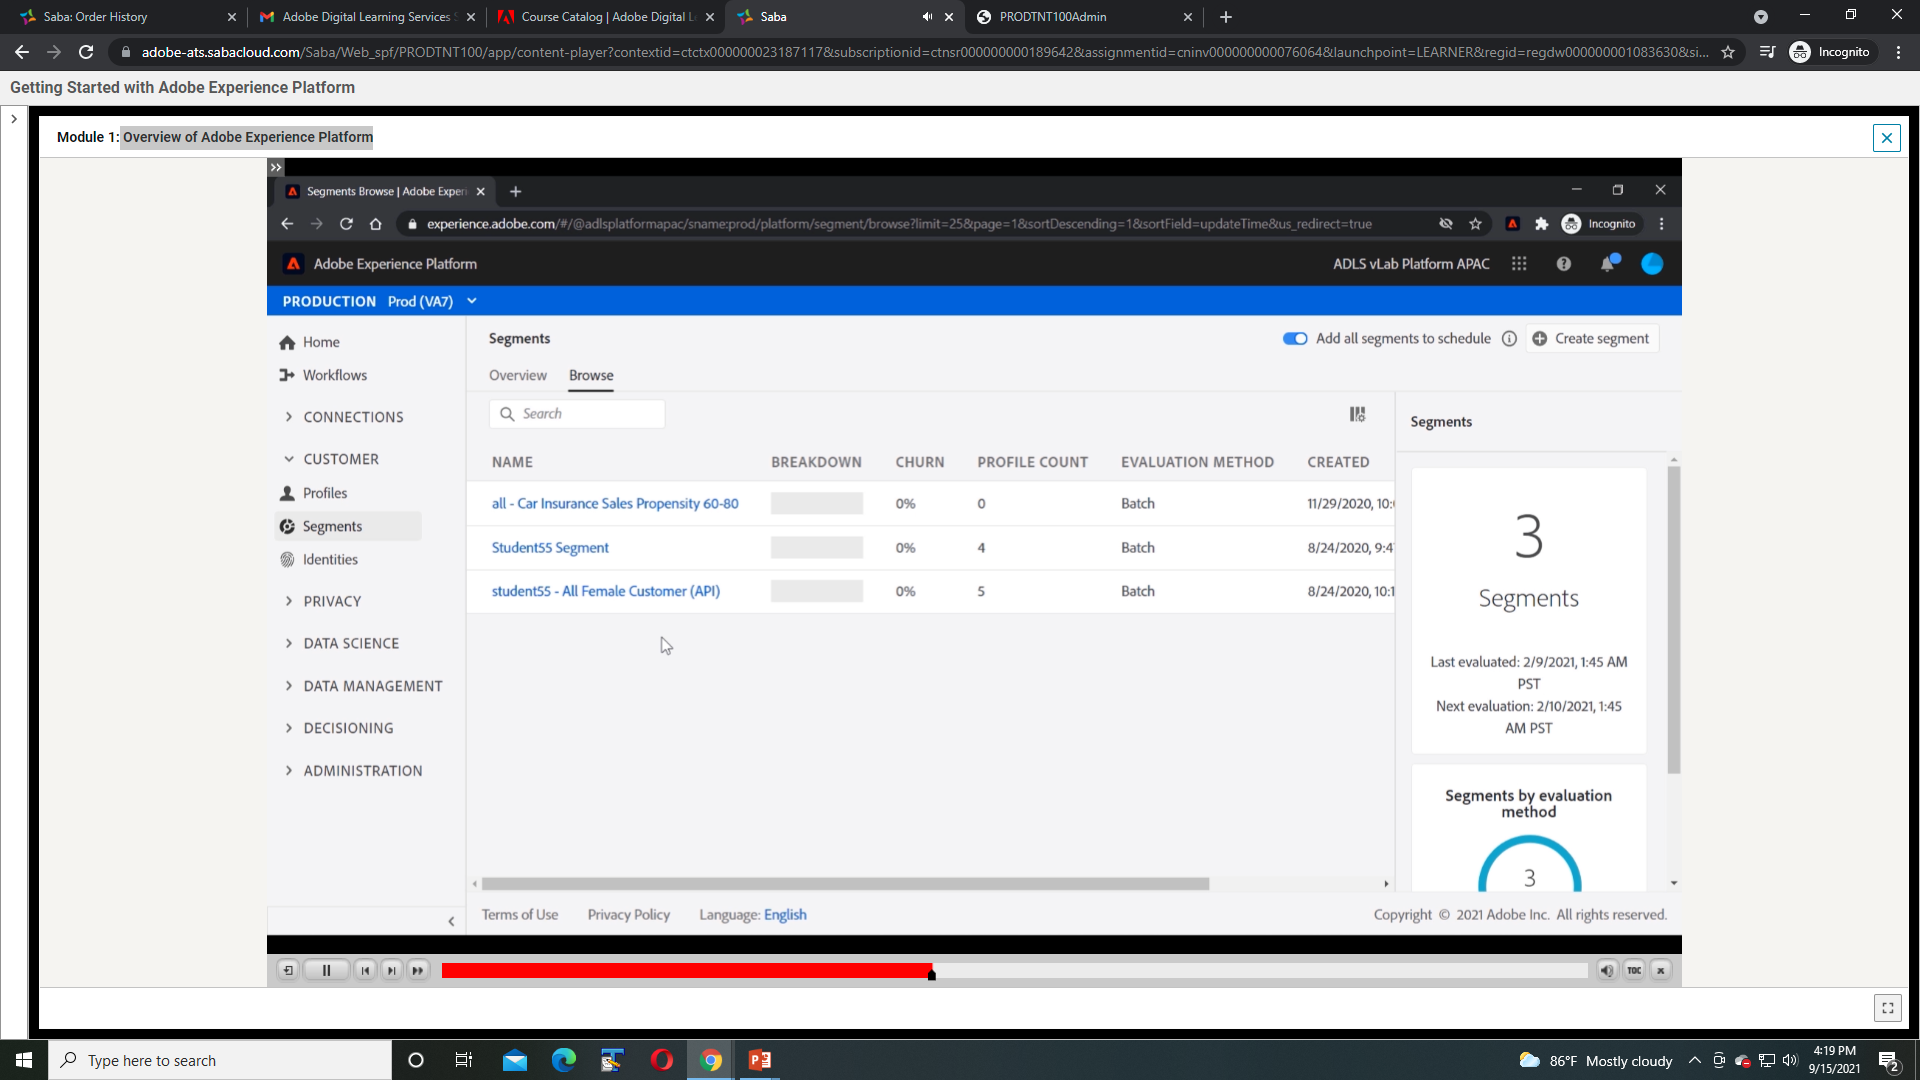 Saba: Order History
Adobe Digital Learning Services S
Course Catalog | Adobe Digital L
Saba
PRODTNT100Admin
adobe-ats.sabacloud.com/Saba/Web_spf/PRODTNT100/app/content-player?contextid=ctctx000000023187117&subscriptionid=ctnsr000000000189642&assignmentid=cninv000000000076064&launchpoint=LEARNER&regid=regdw000000001083630&si...
Incognito
Getting Started with Adobe Experience Platform
Module 1: Overview of Adobe Experience Platform
Segments Browse | Adobe Experi
experience.adobe.com/#/@adlsplatformapac/sname:prod/platform/segment/browse?limit=25&page=1&sortDescending=1&sortField=updateTime&us_redirect=true
Incognito
Adobe Experience Platform
ADLS vLab Platform APAC
PRODUCTION Prod (VA7)
Home
Workflows
CONNECTIONS
CUSTOMER
Profiles
Segments
Identities
PRIVACY
DATA SCIENCE
DATA MANAGEMENT
DECISIONING
ADMINISTRATION
Segments
Add all segments to schedule
Create segment
Overview Browse
Search
NAME BREAKDOWN CHURN PROFILE COUNT EVALUATION METHOD CREATED
all - Car Insurance Sales Propensity 60-80 0% 0 Batch 11/29/2020, 10:
Student55 Segment 0% 4 Batch 8/24/2020, 9:4
student55 - All Female Customer (API) 0% 5 Batch 8/24/2020, 10:1
Segments
3
Segments
Last evaluated: 2/9/2021, 1:45 AM
PST
Next evaluation: 2/10/2021, 1:45
AM PST
Segments by evaluation
method
3
Terms of Use Privacy Policy Language: English
Copyright © 2021 Adobe Inc. All rights reserved.
TOC
Type here to search
86°F Mostly cloudy
4:19 PM
9/15/2021
2